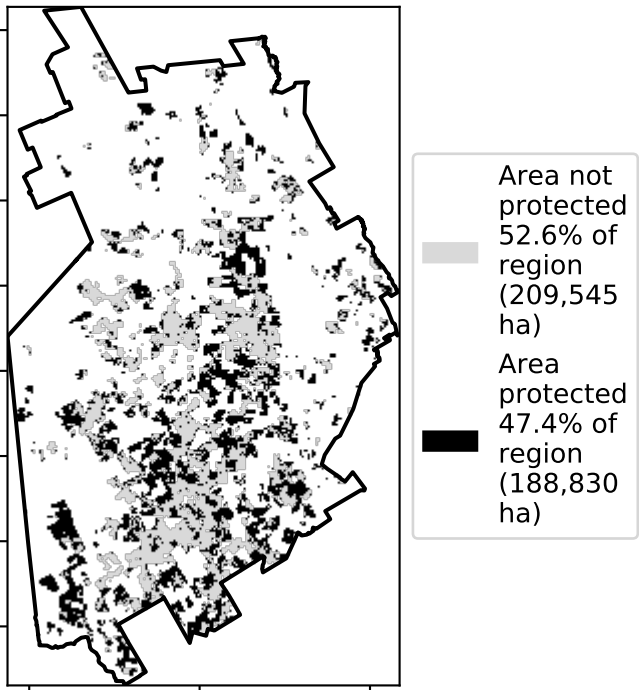 Area not
protected
52.6% of
region
(209,545
ha)
Area
protected
47.4% of
region
(188,830
ha)